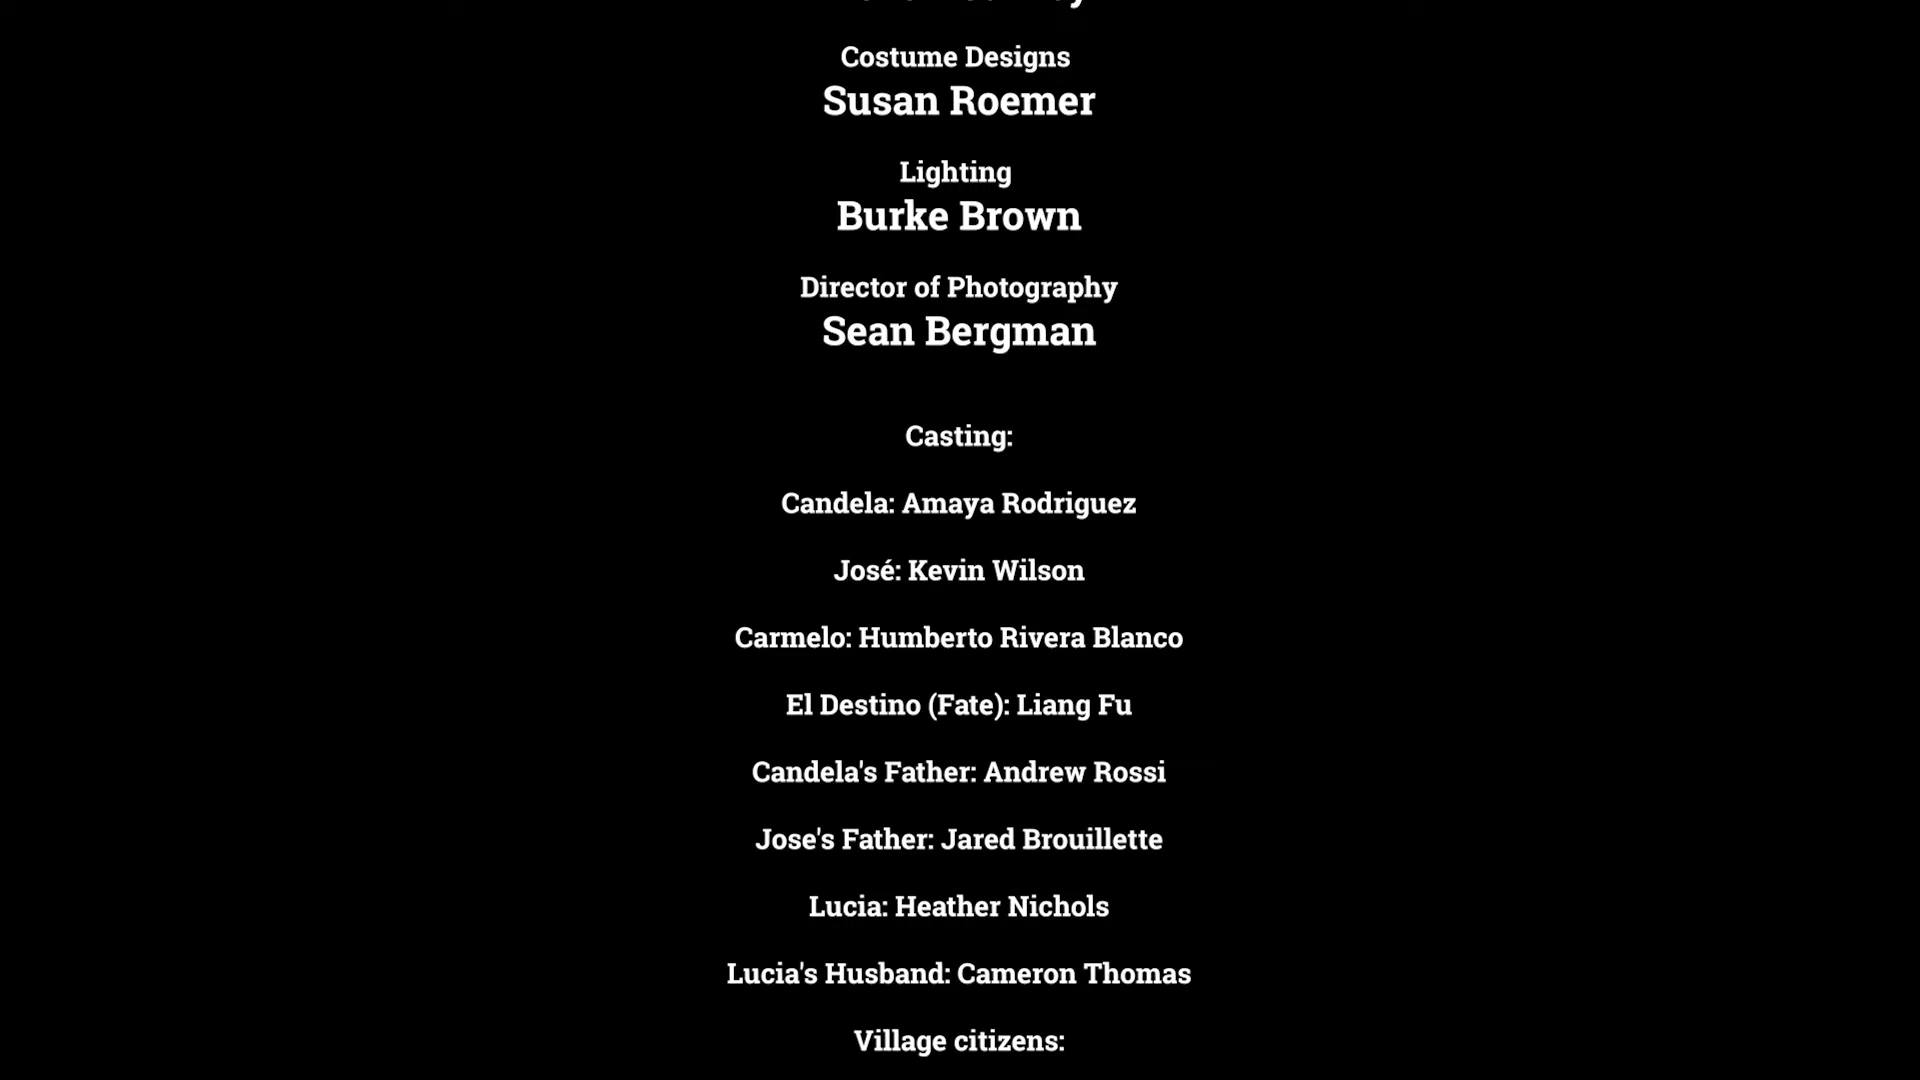 Costume Designs
Susan Roemer
Lighting
Burke Brown
Director of Photography
Sean Bergman
Casting:
Candela: Amaya Rodriguez
José: Kevin Wilson
Carmelo: Humberto Rivera Blanco
El Destino (Fate): Liang Fu
Candela's Father: Andrew Rossi
Jose's Father: Jared Brouillette
Lucia: Heather Nichols
Lucia's Husband: Cameron Thomas
Village citizens: